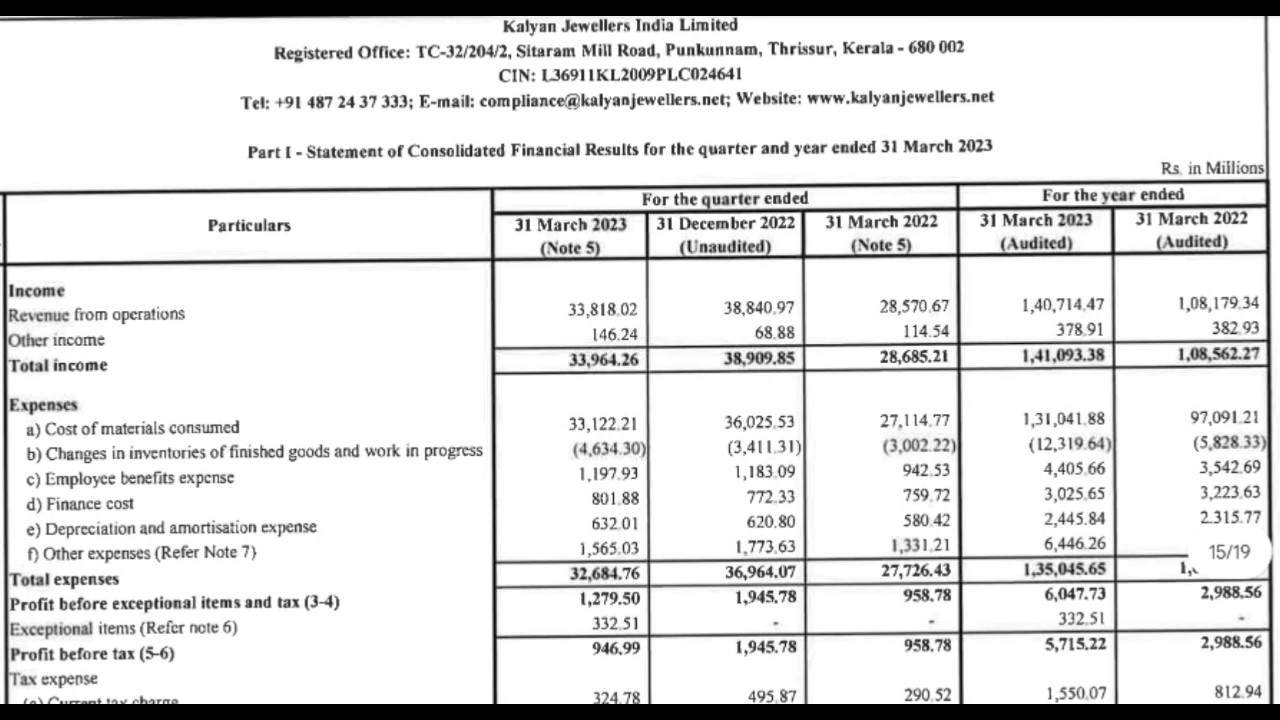 Kalyan Jewellers India Limited
Registered Office: TC-32/204/2, Sitaram Mill Road, Punkunnam, Thrissur, Kerala - 680 002
CIN: L36911KL2009PLC024641
Tel: +91 487 24 37 333; E-mail: compliance@kalyanjewellers.net; Website: www.kalyanjewellers.net
Part I - Statement of Consolidated Financial Results for the quarter and year ended 31 March 2023
Rs. in Millions
Particulars For the quarter ended For the year ended
31 March 2023 31 December 2022 31 March 2022 31 March 2023 31 March 2022
(Note 5) (Unaudited) (Note 5) (Audited) (Audited)
Income
Revenue from operations 33,818.02 38,840.97 28,570.67 1,40,714.47 1,08,179.34
Other income 146.24 68.88 114.54 378.91 382.93
Total income 33,964.26 38,909.85 28,685.21 1,41,093.38 1,08,562.27
Expenses
a) Cost of materials consumed 33,122.21 36,025.53 27,114.77 1,31,041.88 97,091.21
b) Changes in inventories of finished goods and work in progress (4,634.30) (3,411.31) (3,002.22) (12,319.64) (5,828.33)
c) Employee benefits expense 1,197.93 1,183.09 942.53 4,405.66 3,542.69
d) Finance cost 801.88 772.33 759.72 3,025.65 3,223.63
e) Depreciation and amortisation expense 632.01 620.80 580.42 2,445.84 2.315.77
f) Other expenses (Refer Note 7) 1,565.03 1,773.63 1,331.21 6,446.26
15/19
Total expenses 32,684.76 36,964.07 27,726.43 1,35,045.65
Profit before exceptional items and tax (3-4) 1,279.50 1,945.78 958.78 6,047.73 2,988.56
Exceptional items (Refer note 6) 332.51 - - 332.51 -
Profit before tax (5-6) 946.99 1,945.78 958.78 5,715.22 2,988.56
Tax expense
Current tax charge 324.78 495.87 290.52 1,550.07 812.94